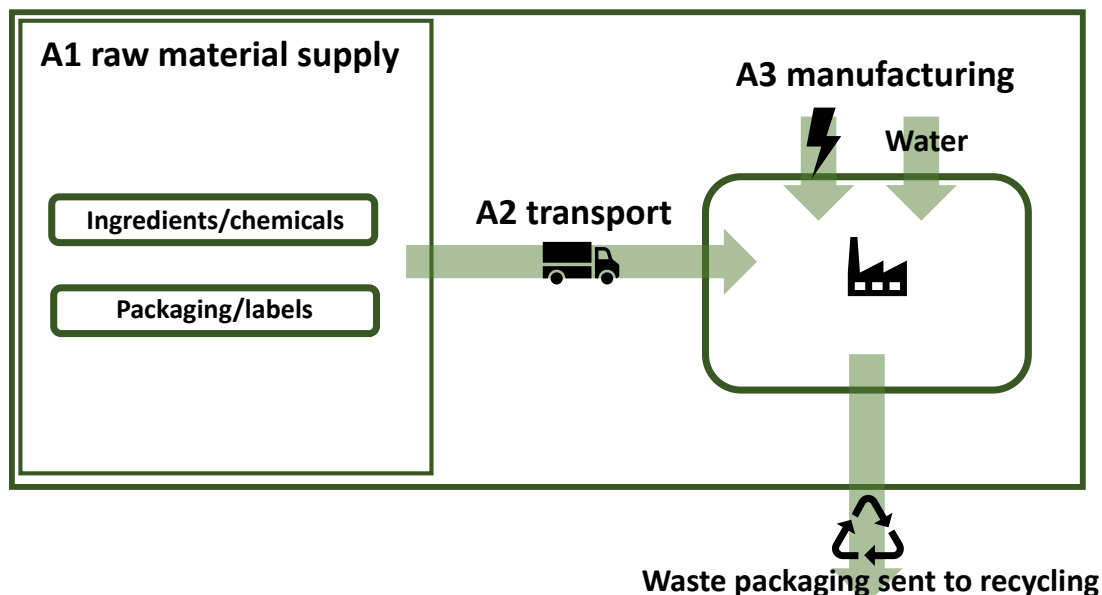 A1 raw material supply
A3 manufacturing
Water
Ingredients/chemicals
A2 transport
Packaging/labels
Waste packaging sent to recycling